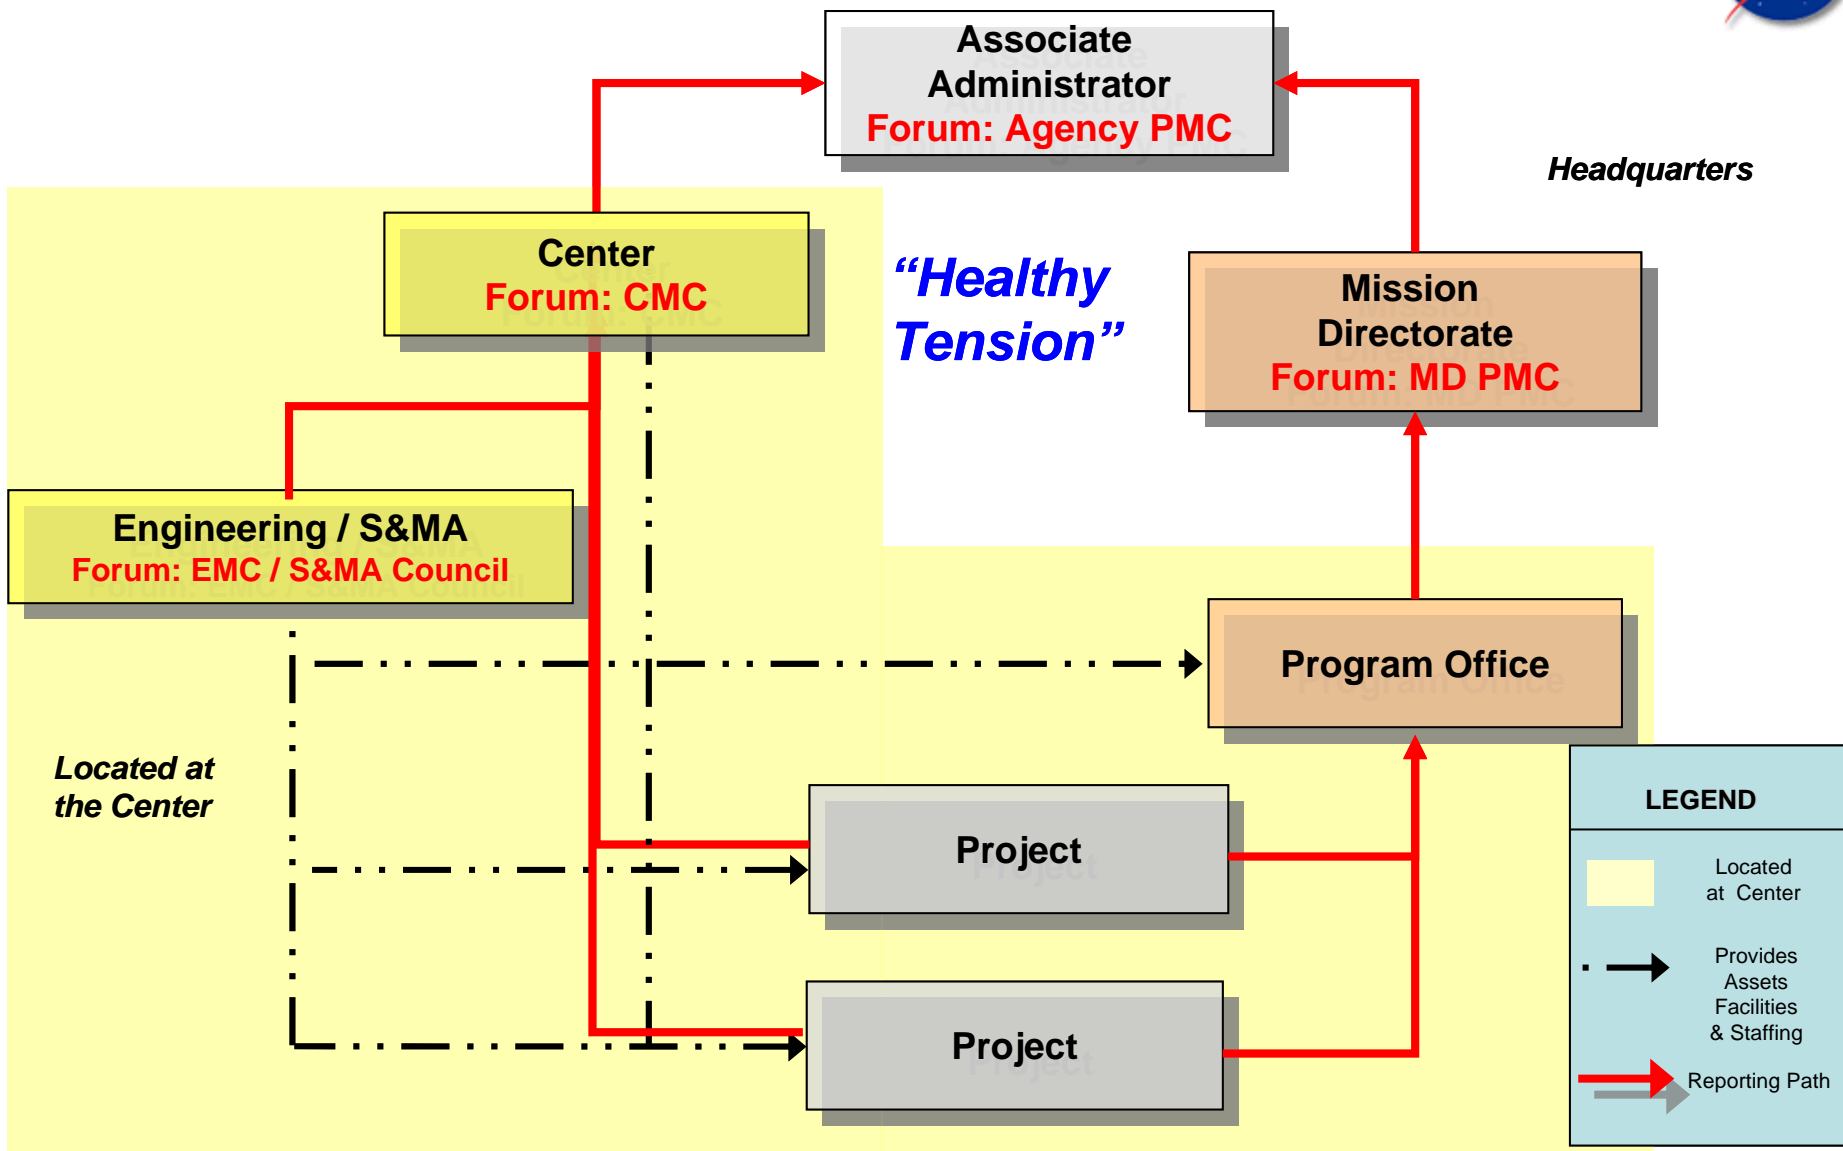 Associate
Administrator
Forum: Agency PMC
Headquarters
Center
Forum: CMC
“Healthy
Tension”
Mission
Directorate
Forum: MD PMC
Engineering / S&MA
Forum: EMC / S&MA Council
Program Office
Located at
the Center
Project
Project
LEGEND
Located
at Center
Provides
Assets
Facilities
& Staffing
Reporting Path